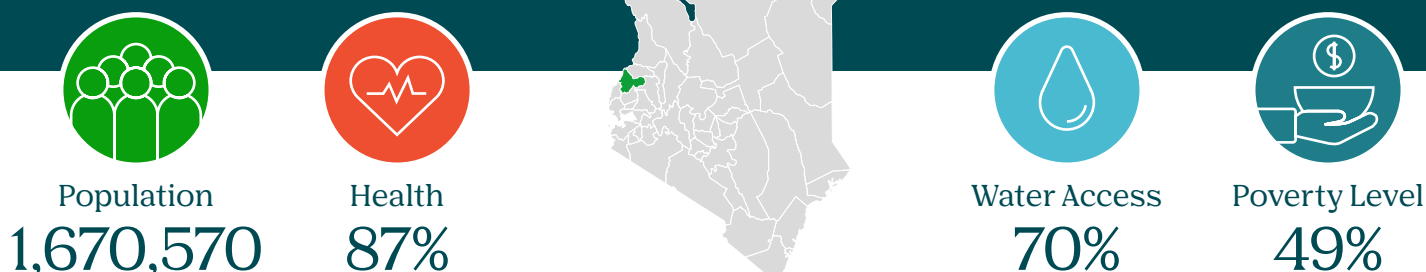 $
$
Population
Health
Water Access
Poverty Level
1,670,570
87%
70%
49%